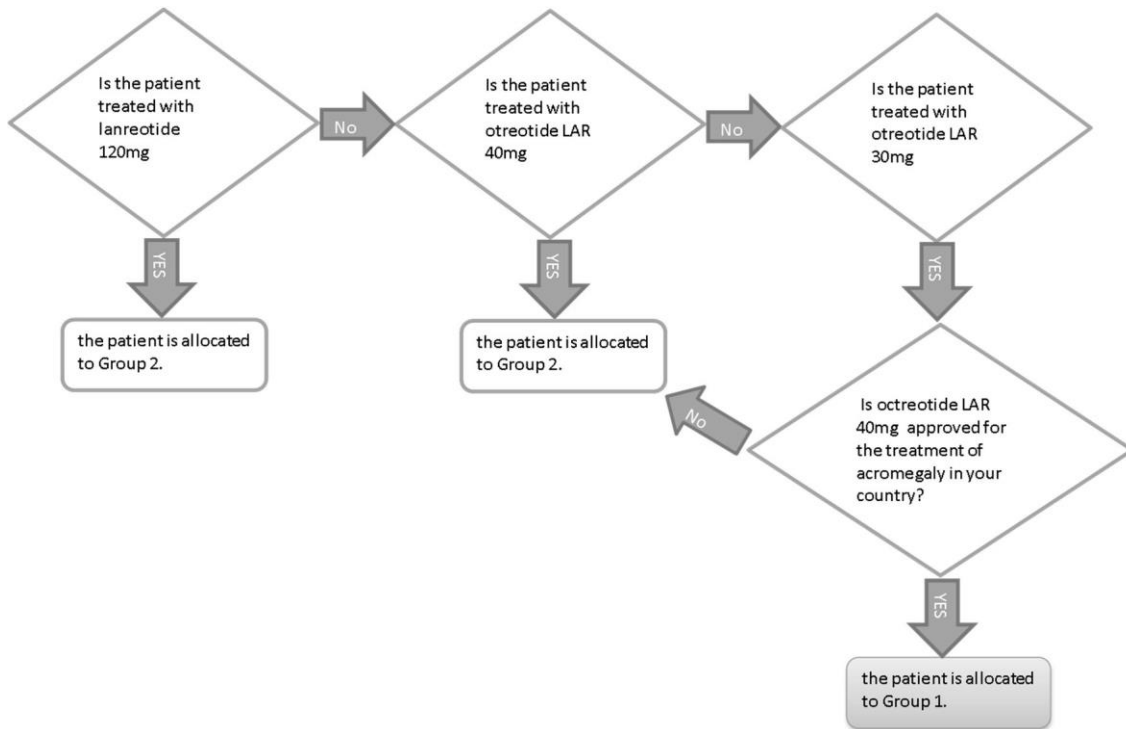 Is the patient
treated with
lanreotide
120mg
No
Is the patient
treated with
otreotide LAR
40mg
No
Is the patient
treated with
otreotide LAR
30mg
YES
YES
YES
the patient is allocated
to Group 2.
the patient is allocated
to Group 2.
No
Is octreotide LAR
40mg approved for
the treatment of
acromegaly in your
country?
YES
the patient is allocated
to Group 1.